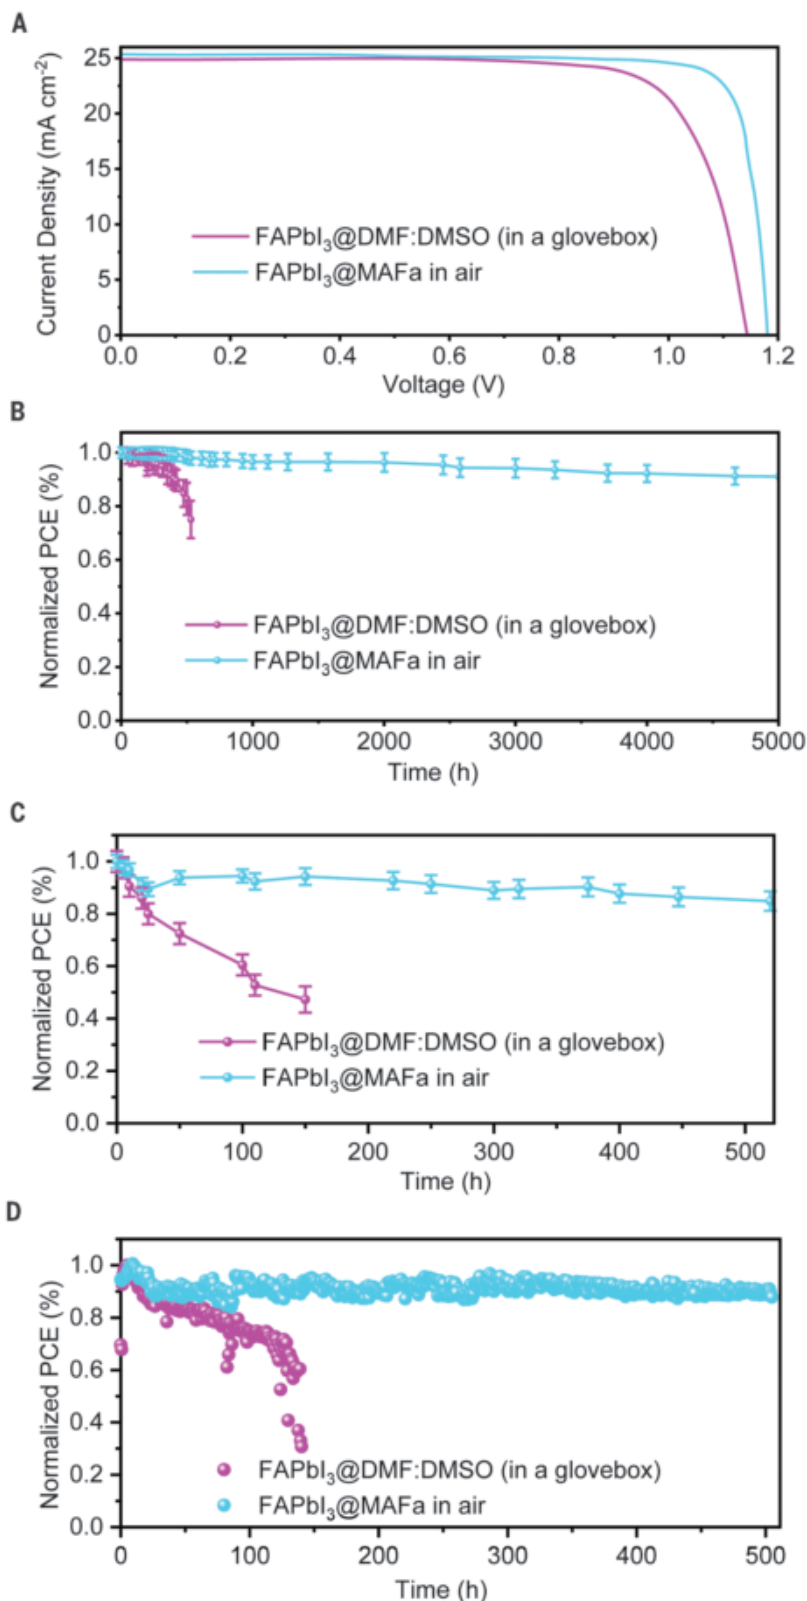 A
Current Density (mA cm⁻²)
25
20
15
10
5
0
FAPbI₃@DMF:DMSO (in a glovebox)
FAPbI₃@MAFa in air
0.0 0.2 0.4 0.6 0.8 1.0 1.2
Voltage (V)
B
Normalized PCE (%)
1.0
0.8
0.6
0.4
0.2
0.0
FAPbI₃@DMF:DMSO (in a glovebox)
FAPbI₃@MAFa in air
0 1000 2000 3000 4000 5000
Time (h)
C
Normalized PCE (%)
1.0
0.8
0.6
0.4
0.2
0.0
FAPbI₃@DMF:DMSO (in a glovebox)
FAPbI₃@MAFa in air
0 100 200 300 400 500
Time (h)
D
Normalized PCE (%)
1.0
0.8
0.6
0.4
0.2
0.0
FAPbI₃@DMF:DMSO (in a glovebox)
FAPbI₃@MAFa in air
0 100 200 300 400 500
Time (h)